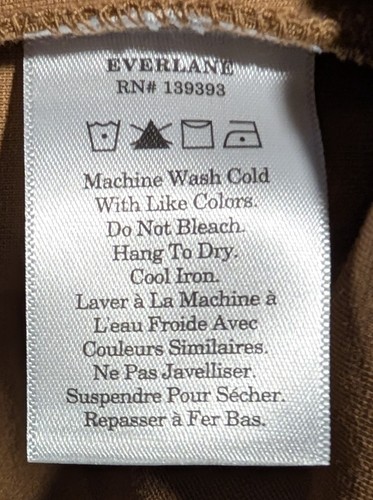 EVERLANE
RN# 139393
Machine Wash Cold
With Like Colors.
Do Not Bleach.
Hang To Dry.
Cool Iron.
Laver à La Machine à
L'eau Froide Avec
Couleurs Similaires.
Ne Pas Javelliser.
Suspendre Pour Sécher.
Repasser à Fer Bas.